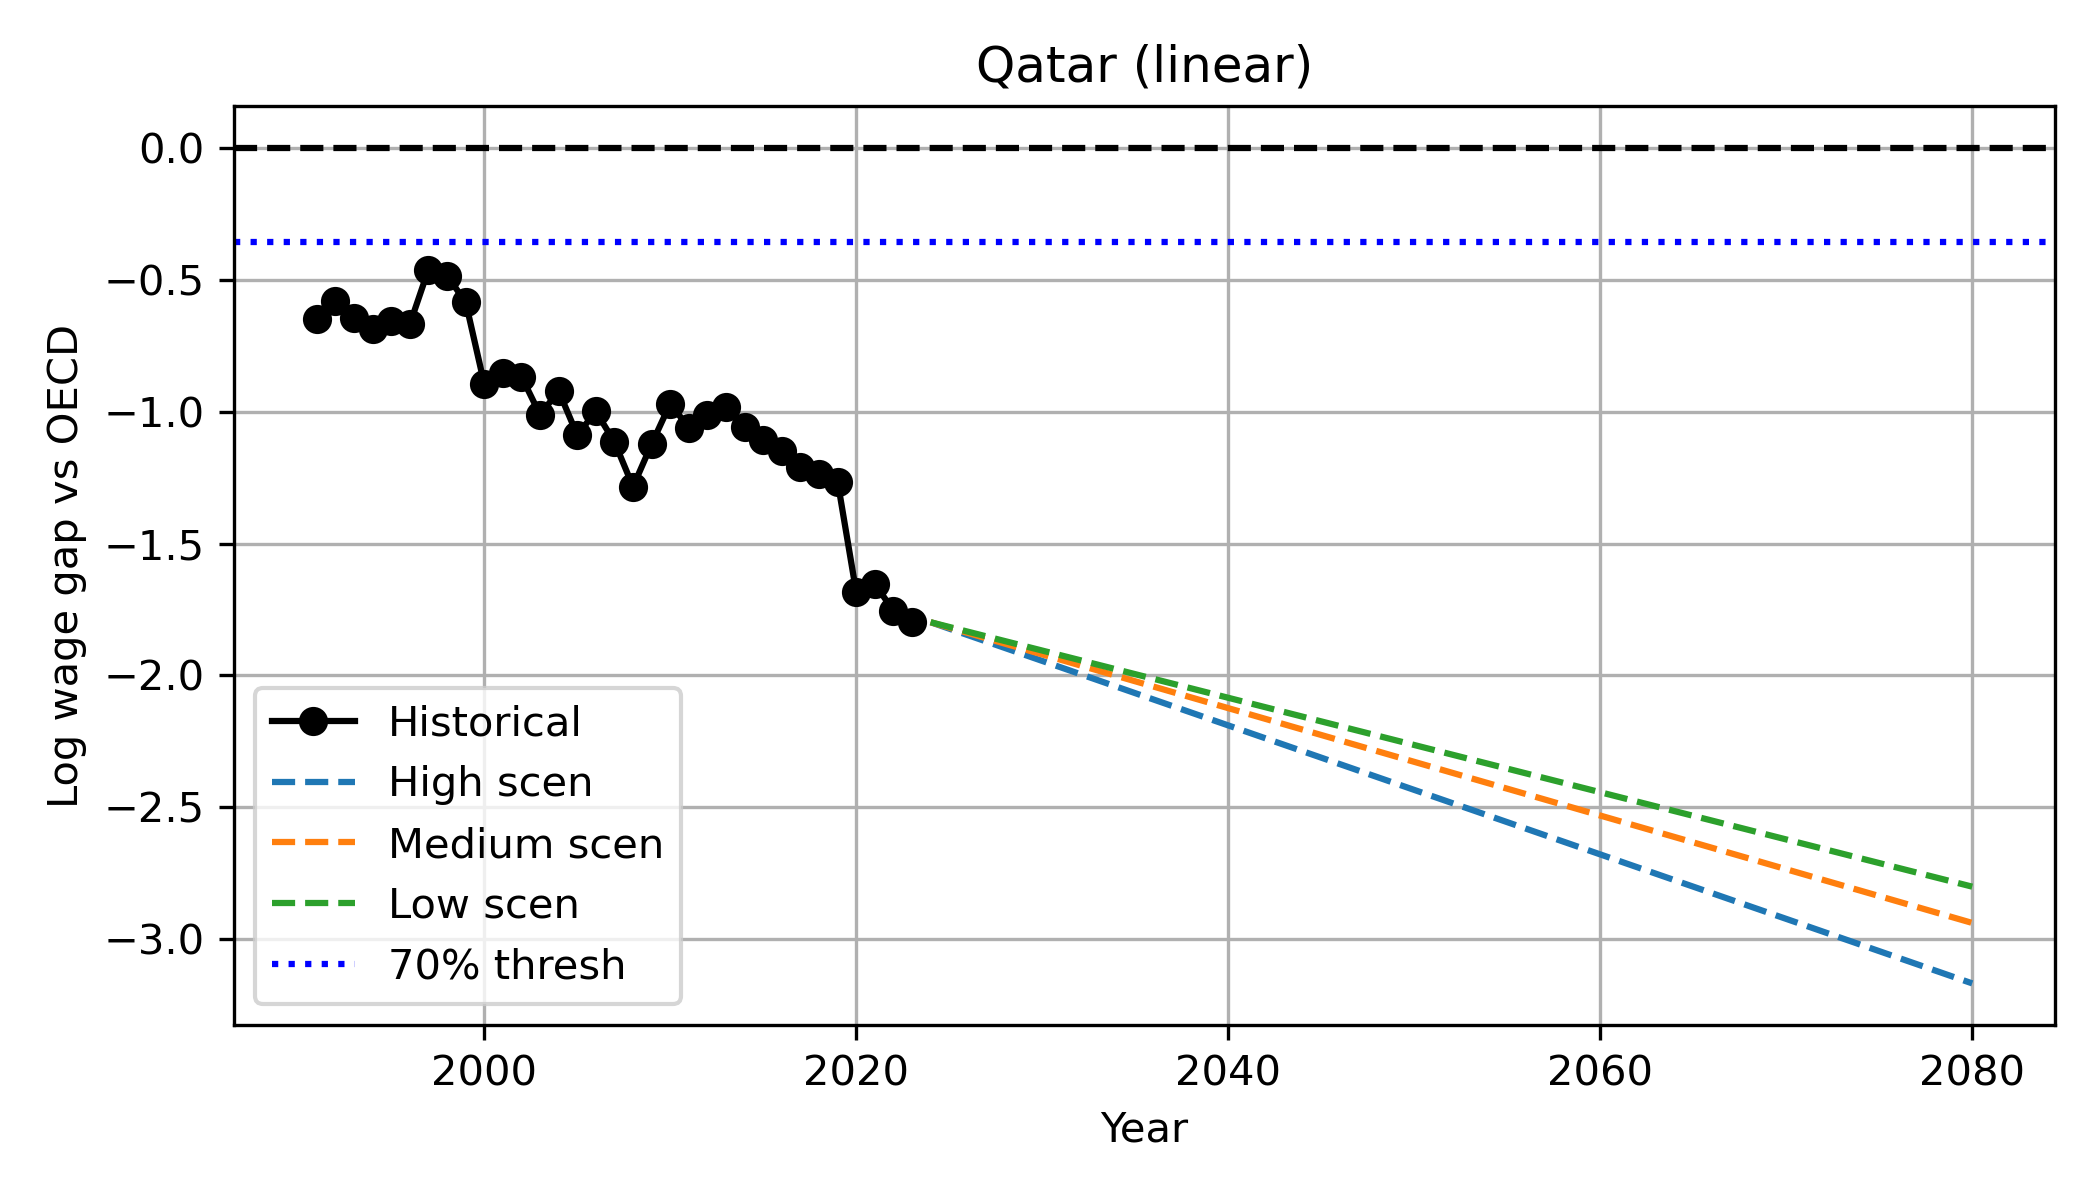 Qatar (linear)
0.0
−0.5
−1.0
−1.5
−2.0
−2.5
−3.0
Log wage gap vs OECD
Historical
High scen
Medium scen
Low scen
70% thresh
2000 2020 2040 2060 2080
Year